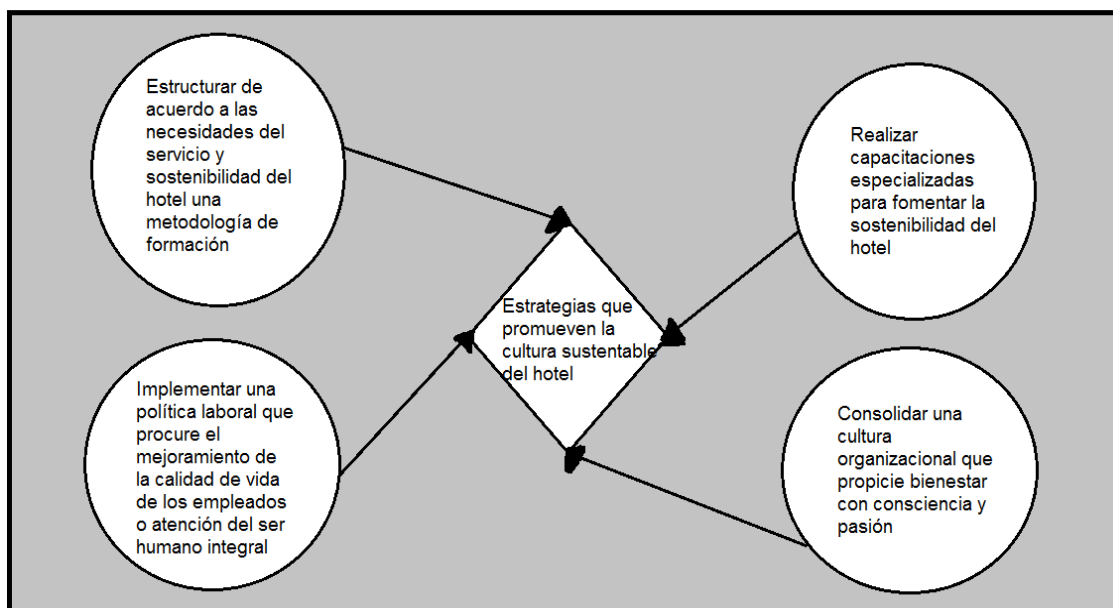 Estructurar de
acuerdo a las
necesidades del
servicio y
sostenibilidad del
hotel una
metodología de
formación
Realizar
capacitaciones
especializadas
para fomentar la
sostenibilidad del
hotel
Estrategias que
promueven la
cultura sustentable
del hotel
Implementar una
política laboral que
procure el
mejoramiento de
la calidad de vida
de los empleados
o atención del ser
humano integral
Consolidar una
cultura
organizacional que
propicie bienestar
con consciencia y
pasión